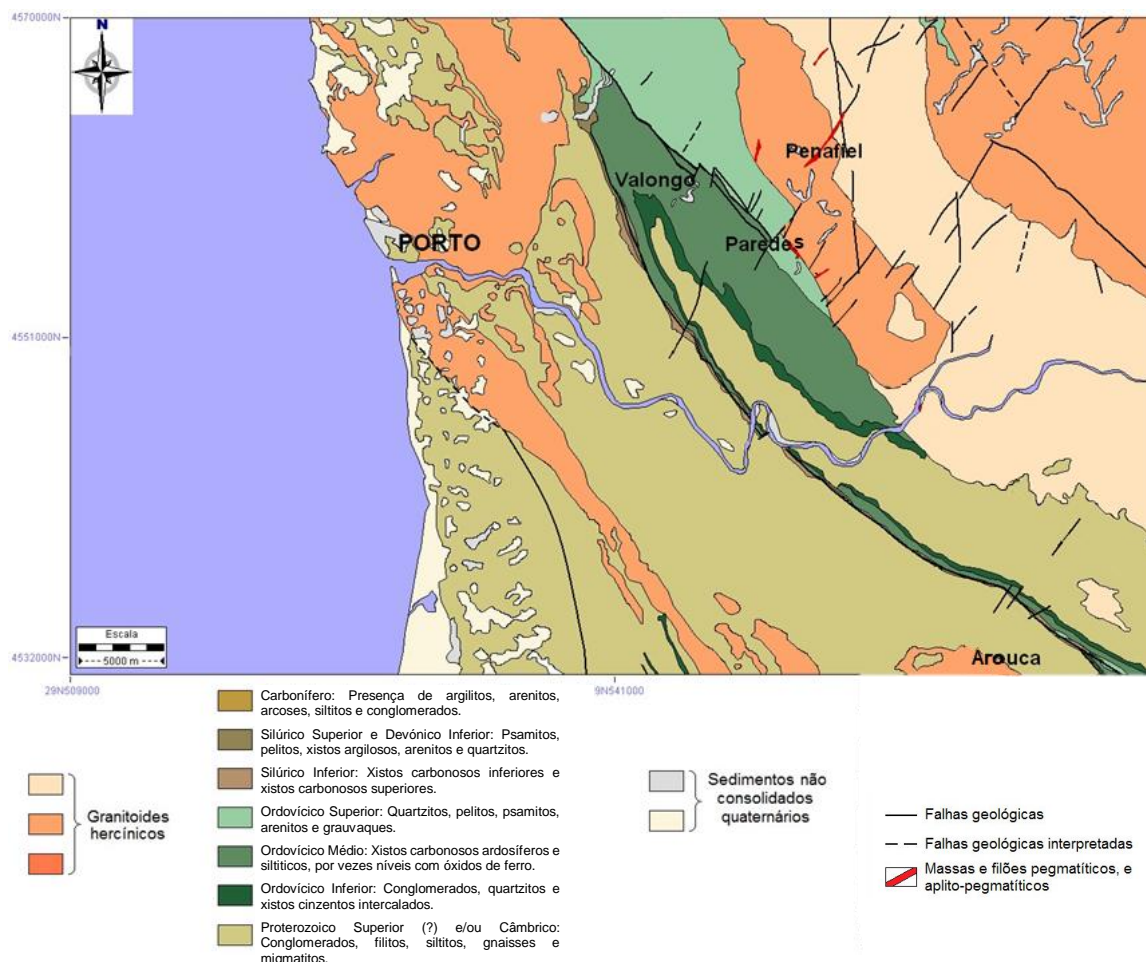 4570000N
N
Penafiel
Valongo
PORTO
Paredes
4551000N
Escala
5000 m
4532000N
Arouca
29N509000
9N541000
Carbonífero: Presença de argilitos, arenitos,
arcoses, siltitos e conglomerados.
Silúrico Superior e Devónico Inferior: Psamitos,
pelitos, xistos argilosos, arenitos e quartzitos.
Silúrico Inferior: Xistos carbonosos inferiores e
xistos carbonosos superiores.
Ordovícico Superior: Quartzitos, pelitos, psamitos,
arenitos e grauvaques.
Ordovícico Médio: Xistos carbonosos ardosíferos e
siltíticos, por vezes níveis com óxidos de ferro.
Ordovícico Inferior: Conglomerados, quartzitos e
xistos cinzentos intercalados.
Proterozoico Superior (?) e/ou Câmbrico:
Conglomerados, filitos, siltitos, gnaisses e
migmatitos.
Granitoides
hercínicos
Sedimentos não
consolidados
quaternários
Falhas geológicas
Falhas geológicas interpretadas
Massas e filões pegmatíticos, e
aplito-pegmatíticos